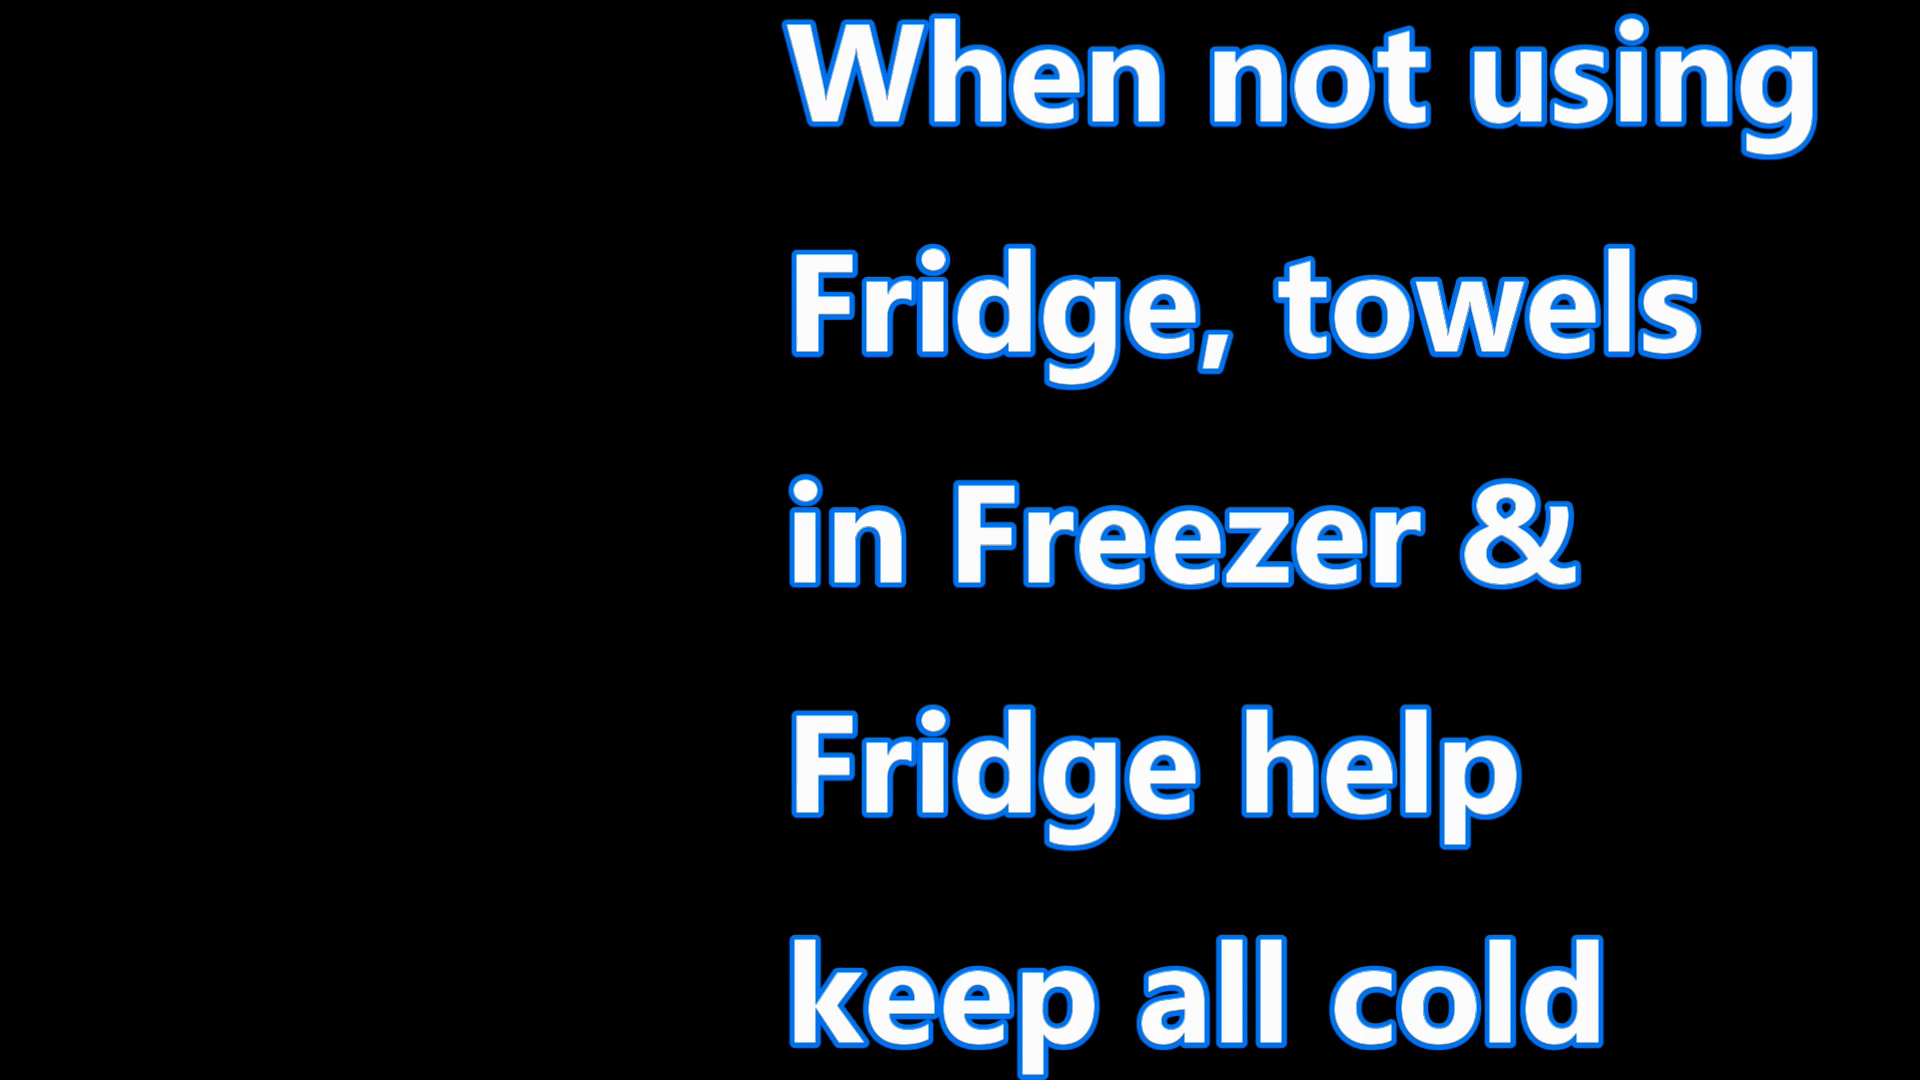 When not using
Fridge, towels
in Freezer &
Fridge help
keep all cold